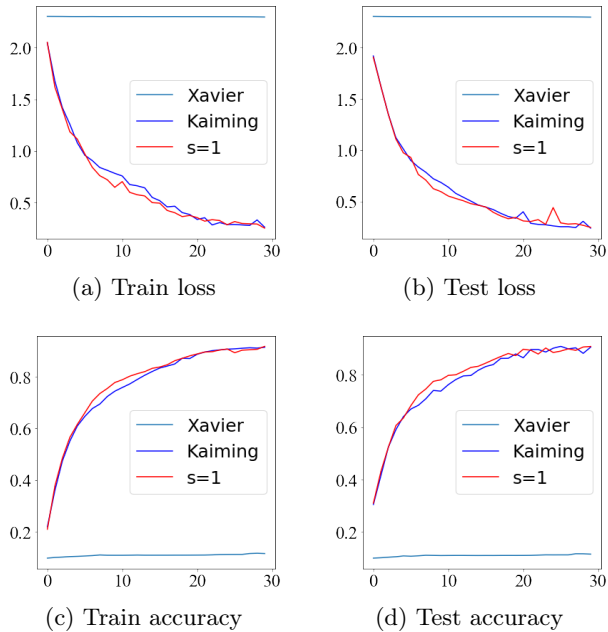 2.0
1.5
1.0
0.5
0 10 20 30
Xavier
Kaiming
s=1
(a) Train loss
2.0
1.5
1.0
0.5
0 10 20 30
Xavier
Kaiming
s=1
(b) Test loss
0.8
0.6
0.4
0.2
0 10 20 30
Xavier
Kaiming
s=1
(c) Train accuracy
0.8
0.6
0.4
0.2
0 10 20 30
Xavier
Kaiming
s=1
(d) Test accuracy